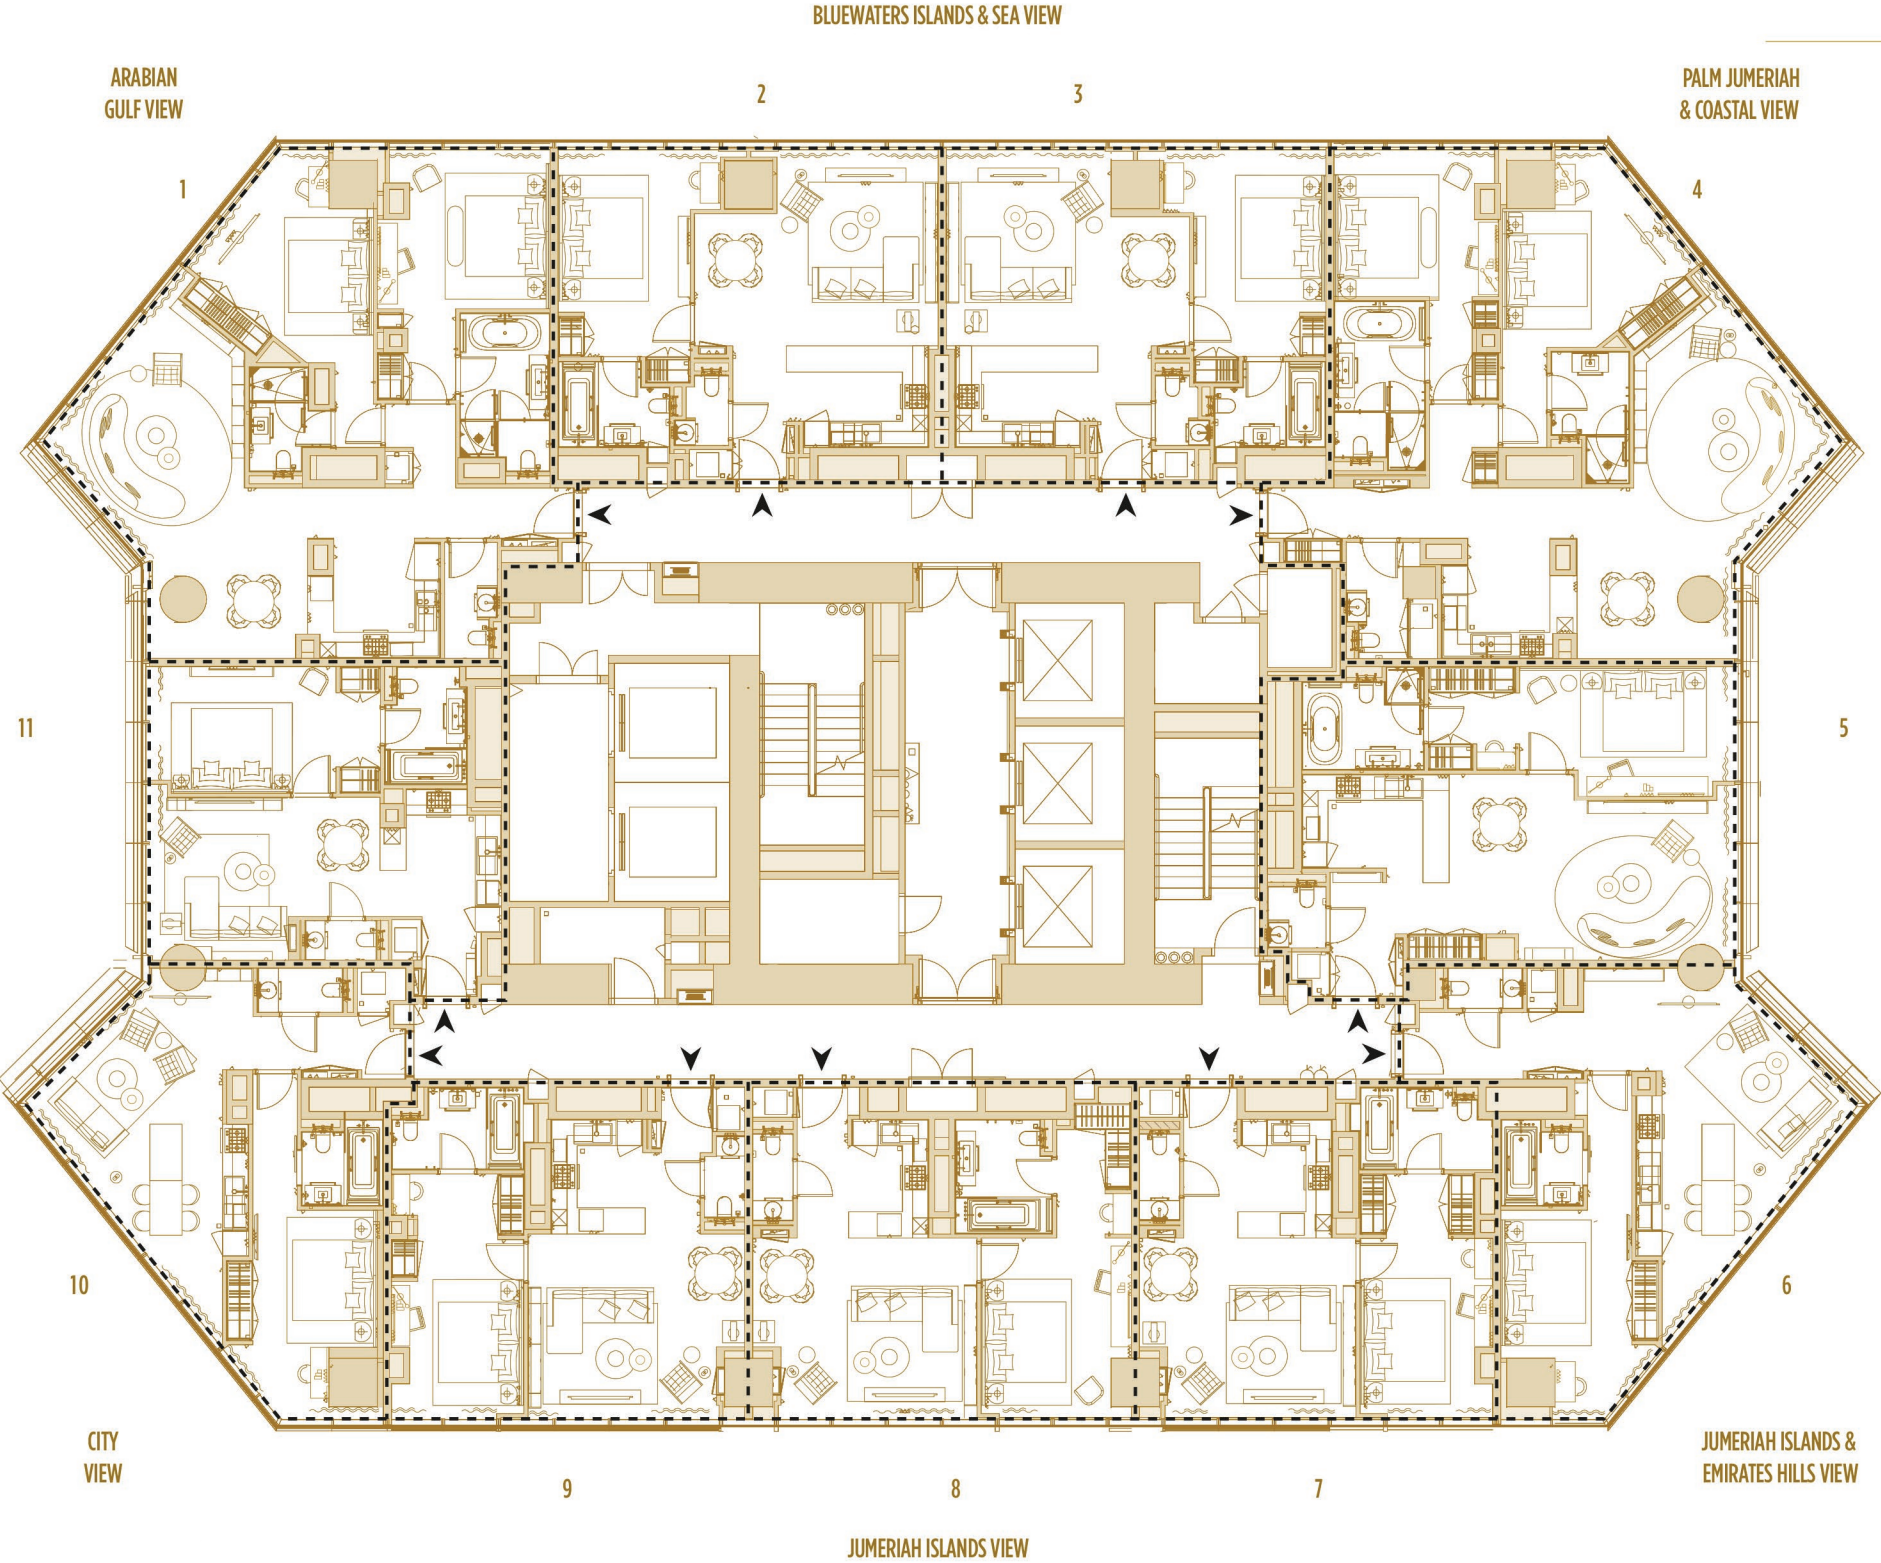 BLUEWATERS ISLANDS & SEA VIEW
ARABIAN
GULF VIEW
2
3
PALM JUMERIAH
& COASTAL VIEW
1
4
11
5
10
6
CITY
VIEW
JUMERIAH ISLANDS &
EMIRATES HILLS VIEW
9
8
7
JUMERIAH ISLANDS VIEW